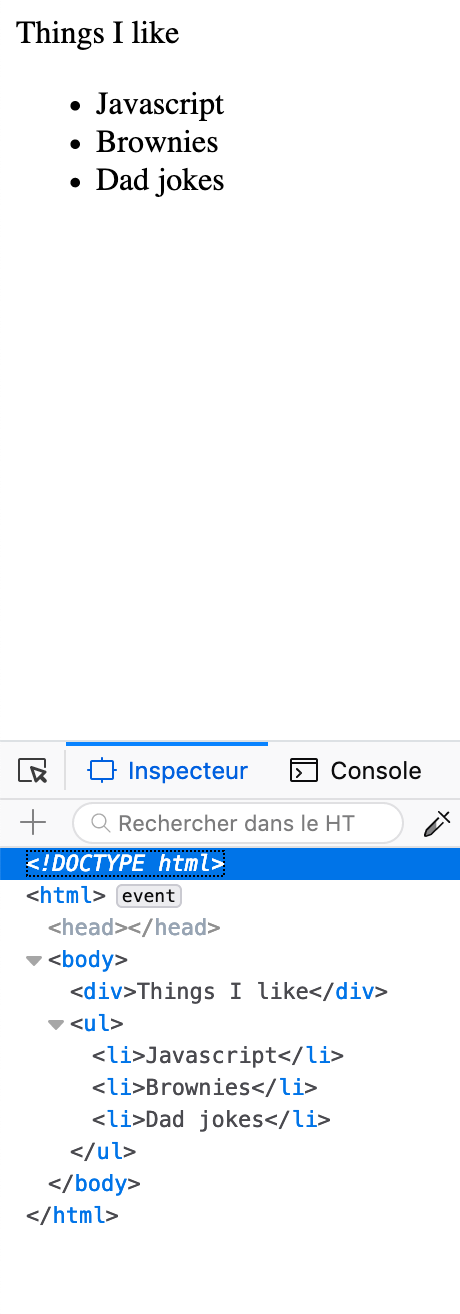 Things I like
Javascript
Brownies
Dad jokes
Inspecteur Console
Rechercher dans le HT
<!DOCTYPE html>
<html> event
<head></head>
<body>
<div>Things I like</div>
<ul>
<li>Javascript</li>
<li>Brownies</li>
<li>Dad jokes</li>
</ul>
</body>
</html>